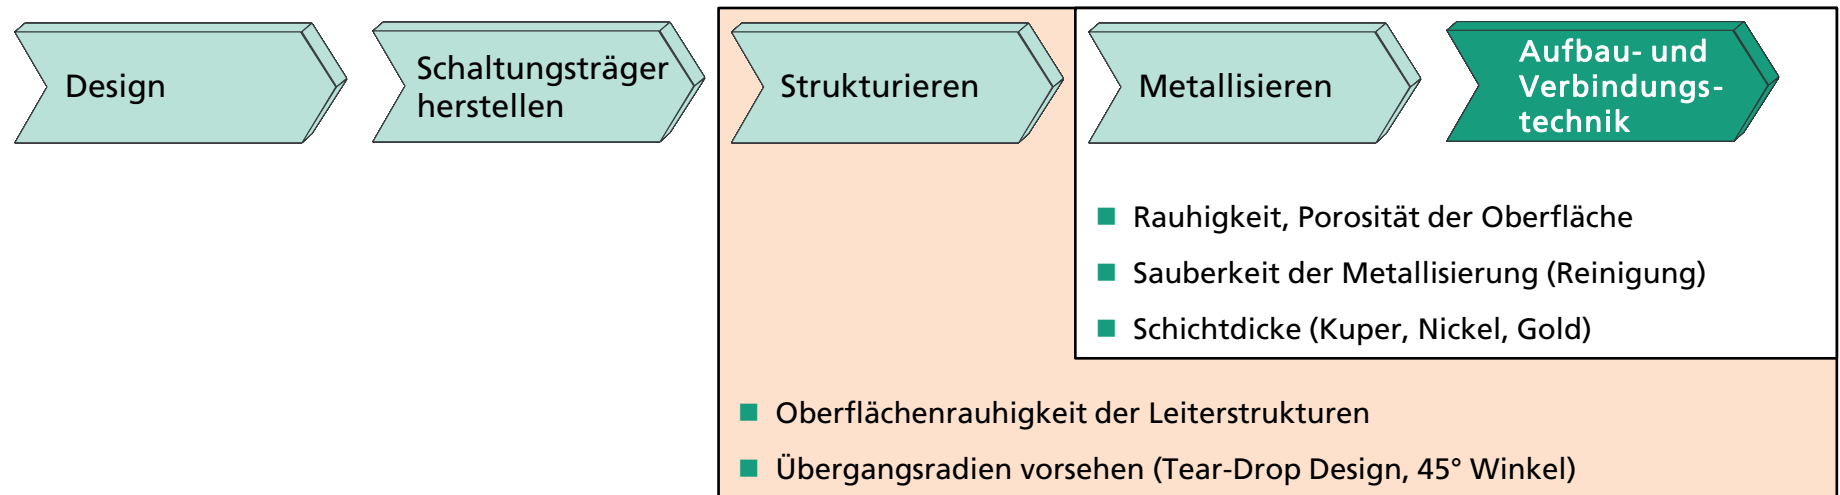 Design
Schaltungsträger
herstellen
Strukturieren
Metallisieren
Aufbau- und
Verbindungs-
technik
Rauhigkeit, Porosität der Oberfläche
Sauberkeit der Metallisierung (Reinigung)
Schichtdicke (Kuper, Nickel, Gold)
Oberflächenrauhigkeit der Leiterstrukturen
Übergangsradien vorsehen (Tear-Drop Design, 45° Winkel)